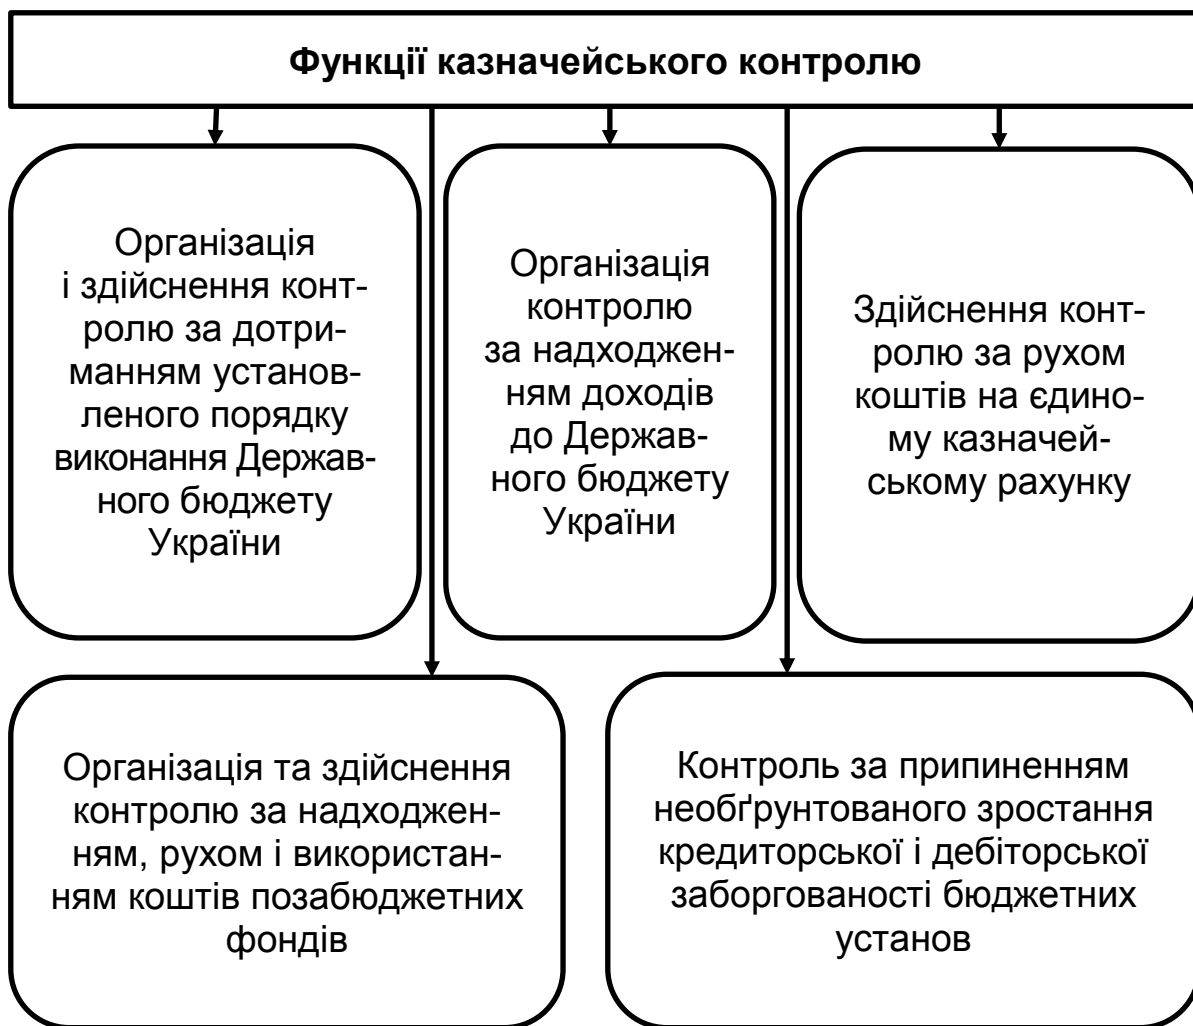 Функції казначейського контролю
Організація
і здійснення конт-
ролю за дотри-
манням установ-
леного порядку
виконання Держав-
ного бюджету
України
Організація
контролю
за надходжен-
ням доходів
до Держав-
ного бюджету
України
Здійснення конт-
ролю за рухом
коштів на єдино-
му казначей-
ському рахунку
Організація та здійснення
контролю за надходжен-
ням, рухом і використан-
ням коштів позабюджетних
фондів
Контроль за припиненням
необґрунтованого зростання
кредиторської і дебіторської
заборгованості бюджетних
установ